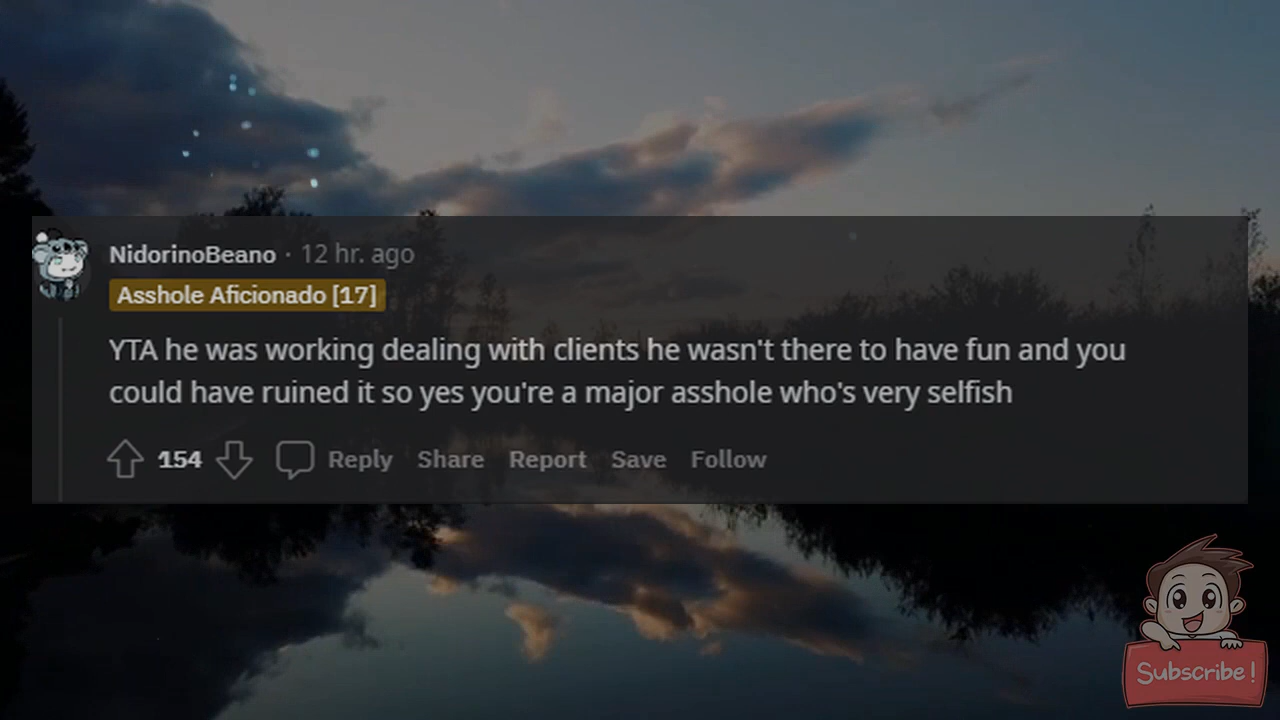 NidorinoBeano · 12 hr. ago
Asshole Aficionado [17]
YTA he was working dealing with clients he wasn't there to have fun and you
could have ruined it so yes you're a major asshole who's very selfish
154 Reply Share Report Save Follow
Subscribe!